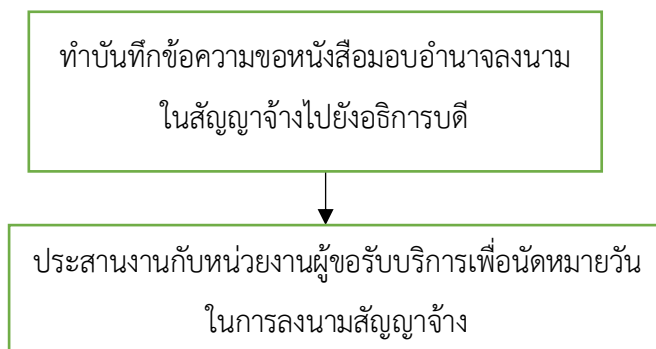 ทำบันทึกข้อความขอหนังสือมอบอำนาจลงนาม
ในสัญญาจ้างไปยังอธิการบดี
ประสานงานกับหน่วยงานผู้ขอรับบริการเพื่อนัดหมายวัน
ในการลงนามสัญญาจ้าง